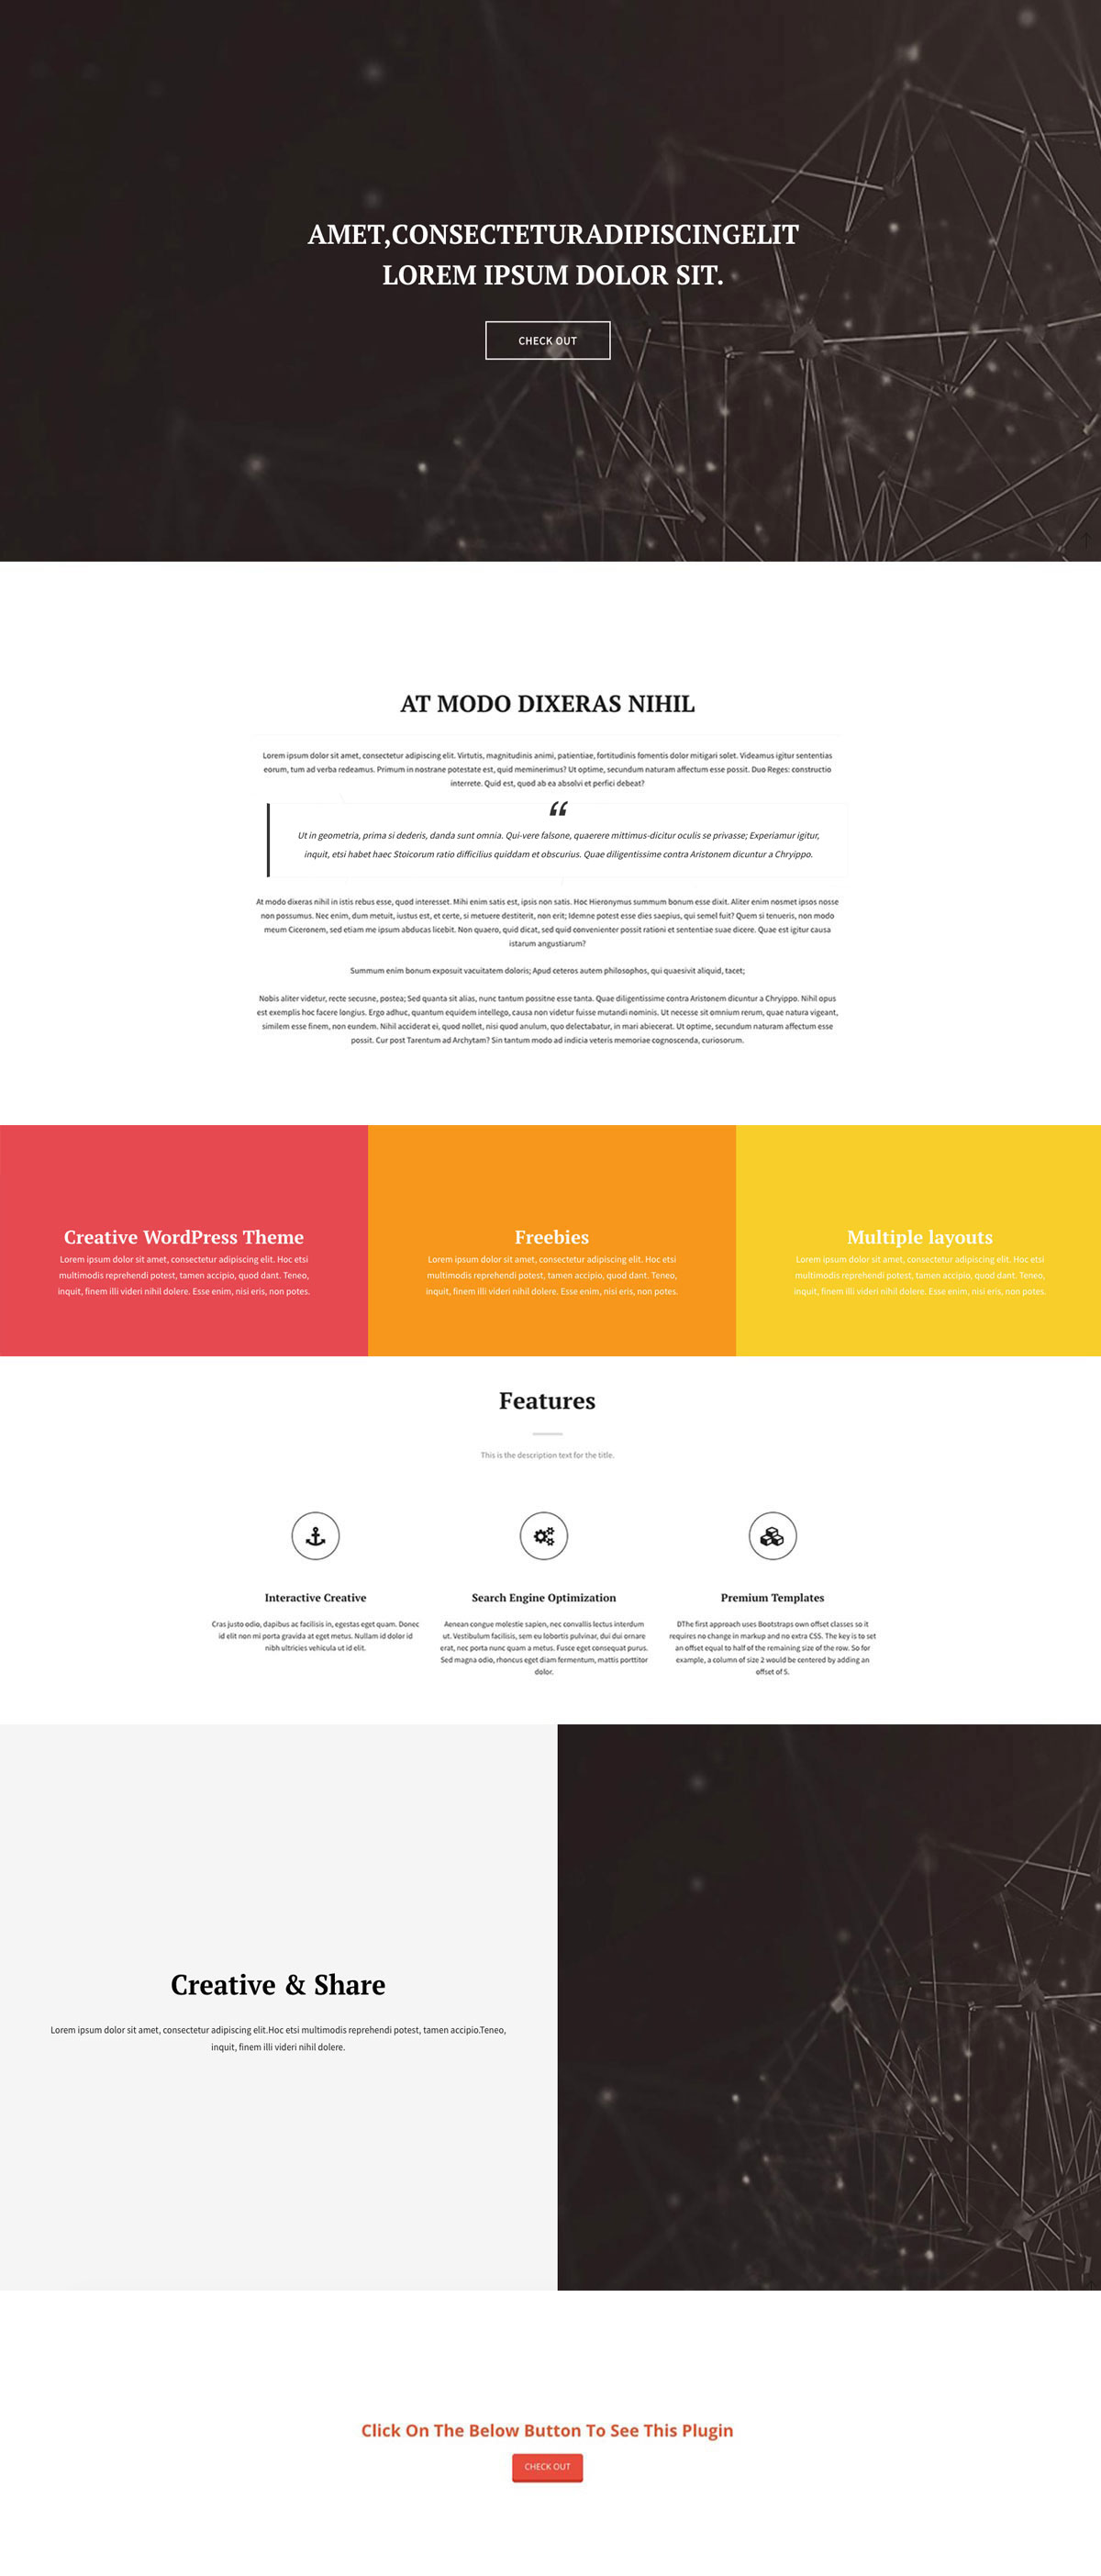 AMET,CONSECTETURADIPISCINGELIT
LOREM IPSUM DOLOR SIT.
CHECK OUT
AT MODO DIXERAS NIHIL
Lorem ipsum dolor sit amet, consectetur adipiscing elit. Virtutis, magnitudinis animi, patientiae, fortitudinis fomentis dolor mitigari solet. Videamus igitur sententias
eorum, tum ad verba redeamus. Primum in nostrane potestate est, quid meminerimus? Ut optime, secundum naturam affectum esse possit. Duo Reges: constructio
interrete. Quid est, quod ab ea absolvi et perfici debeat?
“
Ut in geometria, prima si dederis, danda sunt omnia. Qui-vere falsone, quaerere mittimus-dicitur oculis se privasse; Experiamur igitur,
inquit, etsi habet haec Stoicorum ratio difficilius quiddam et obscurius. Quae diligentissime contra Aristonem dicuntur a Chryippo.
At modo dixeras nihil in istis rebus esse, quod interesset. Mihi enim satis est, ipsis non satis. Hoc Hieronymus summum bonum esse dixit. Aliter enim nosmet ipsos nosse
non possumus. Nec enim, dum metuit, iustus est, et certe, si metuere destiterit, non erit; Idemne potest esse dies saepius, qui semel fuit? Quem si tenueris, non modo
meum Ciceronem, sed etiam me ipsum abducas licebit. Non quaero, quid dicat, sed quid convenienter possit rationi et sententiae suae dicere. Quae est igitur causa
istarum angustiarum?
Summum enim bonum exposuit vacuitatem doloris; Apud ceteros autem philosophos, qui quaesivit aliquid, tacet;
Nobis aliter videtur, recte secusne, postea; Sed quanta sit alias, nunc tantum possitne esse tanta. Quae diligentissime contra Aristonem dicuntur a Chryippo. Nihil opus
est exemplis hoc facere longius. Ergo adhuc, quantum equidem intellego, causa non videtur fuisse mutandi nominis. Ut necesse sit omnium rerum, quae natura vigeant,
similem esse finem, non eundem. Nihil acciderat ei, quod nollet, nisi quod anulum, quo delectabatur, in mari abiecerat. Ut optime, secundum naturam affectum esse
possit. Cur post Tarentum ad Archytam? Sin tantum modo ad indicia veteris memoriae cognoscenda, curiosorum.
Creative WordPress Theme
Lorem ipsum dolor sit amet, consectetur adipiscing elit. Hoc etsi
multimodis reprehendi potest, tamen accipio, quod dant. Teneo,
inquit, finem illi videri nihil dolere. Esse enim, nisi eris, non potes.
Freebies
Lorem ipsum dolor sit amet, consectetur adipiscing elit. Hoc etsi
multimodis reprehendi potest, tamen accipio, quod dant. Teneo,
inquit, finem illi videri nihil dolere. Esse enim, nisi eris, non potes.
Multiple layouts
Lorem ipsum dolor sit amet, consectetur adipiscing elit. Hoc etsi
multimodis reprehendi potest, tamen accipio, quod dant. Teneo,
inquit, finem illi videri nihil dolere. Esse enim, nisi eris, non potes.
Features
This is the description text for the title.
Interactive Creative
Cras justo odio, dapibus ac facilisis in, egestas eget quam. Donec
id elit non mi porta gravida at eget metus. Nullam id dolor id
nibh ultricies vehicula ut id elit.
Search Engine Optimization
Aenean congue molestie sapien, nec convallis lectus interdum
ut. Vestibulum facilisis, sem eu lobortis pulvinar, dui dui ornare
erat, nec porta nunc quam a metus. Fusce eget consequat purus.
Sed magna odio, rhoncus eget diam fermentum, mattis porttitor
dolor.
Premium Templates
DThe first approach uses Bootstraps own offset classes so it
requires no change in markup and no extra CSS. The key is to set
an offset equal to half of the remaining size of the row. So for
example, a column of size 2 would be centered by adding an
offset of 5.
Creative & Share
Lorem ipsum dolor sit amet, consectetur adipiscing elit.Hoc etsi multimodis reprehendi potest, tamen accipio.Teneo,
inquit, finem illi videri nihil dolere.
Click On The Below Button To See This Plugin
CHECK OUT